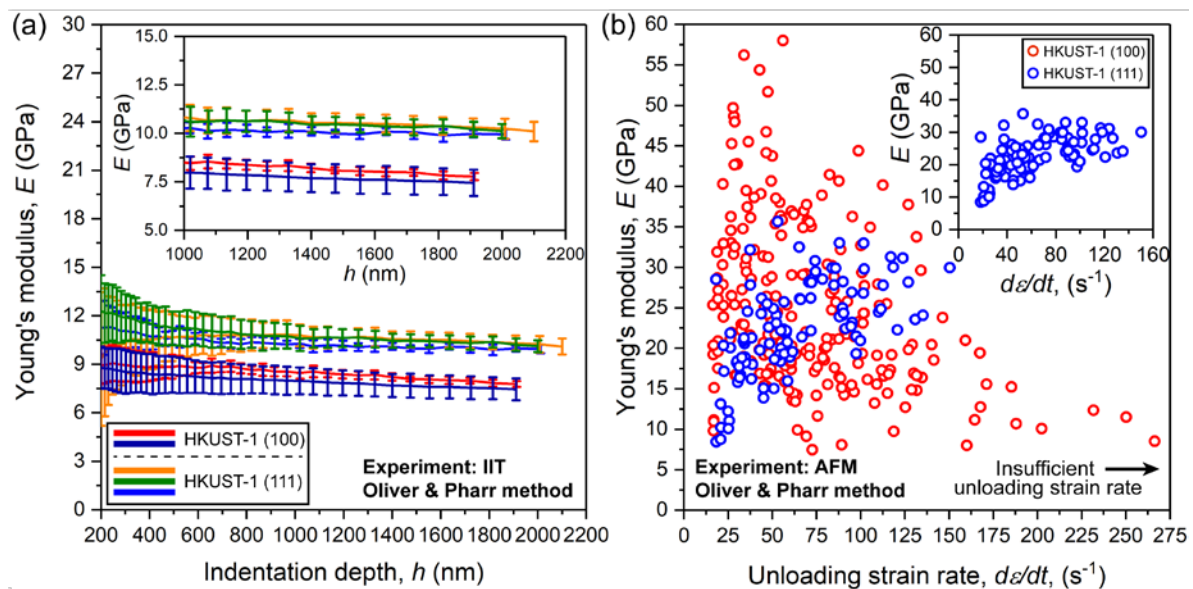 (a)
Young's modulus, E (GPa)
30
27
24
21
18
15
12
9
6
3
0
15.0
12.5
10.0
7.5
5.0
E (GPa)
1000 1200 1400 1600 1800 2000 2200
h (nm)
HKUST-1 (100)
HKUST-1 (111)
Experiment: IIT
Oliver & Pharr method
200 400 600 800 1000 1200 1400 1600 1800 2000 2200
Indentation depth, h (nm)
(b)
Young's modulus, E (GPa)
60
55
50
45
40
35
30
25
20
15
10
5
0
60
50
40
30
20
10
0
E (GPa)
HKUST-1 (100)
HKUST-1 (111)
0 40 80 120 160
dε/dt, (s⁻¹)
Experiment: AFM
Oliver & Pharr method
Insufficient
unloading strain rate
0 25 50 75 100 125 150 175 200 225 250 275
Unloading strain rate, dε/dt, (s⁻¹)